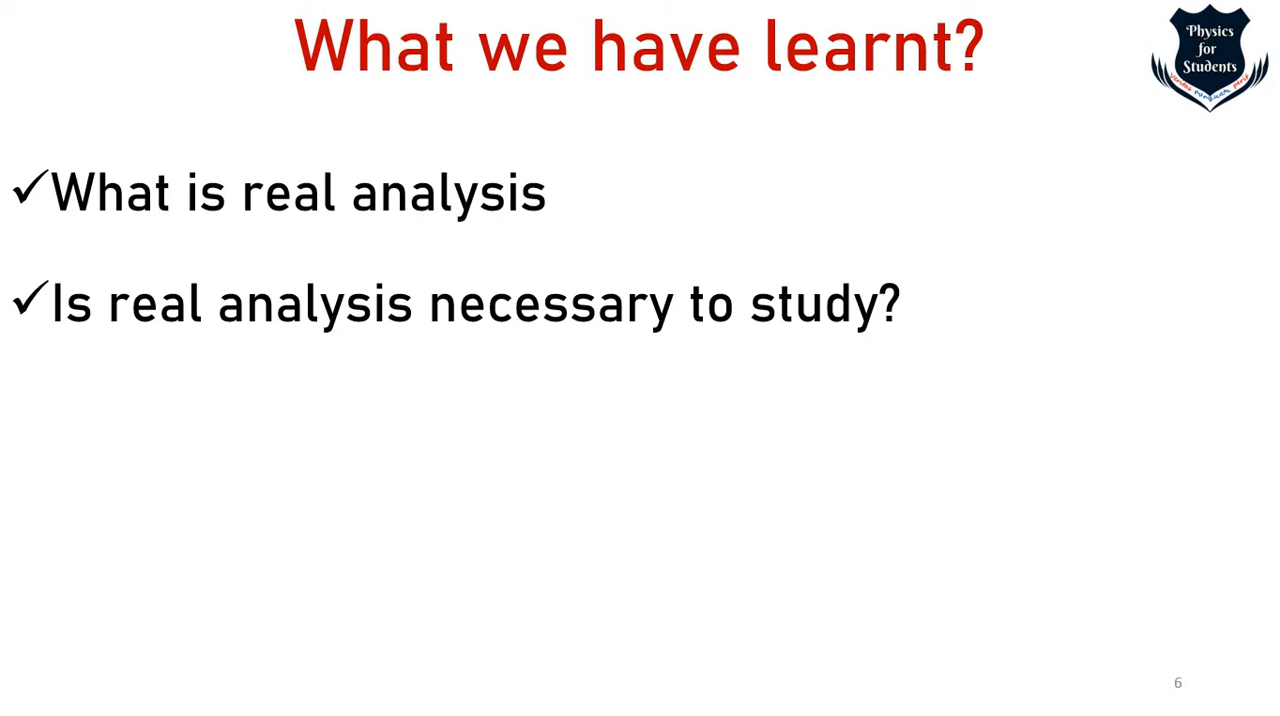 What we have learnt?
Physics
for
Students
✓What is real analysis
✓Is real analysis necessary to study?
6